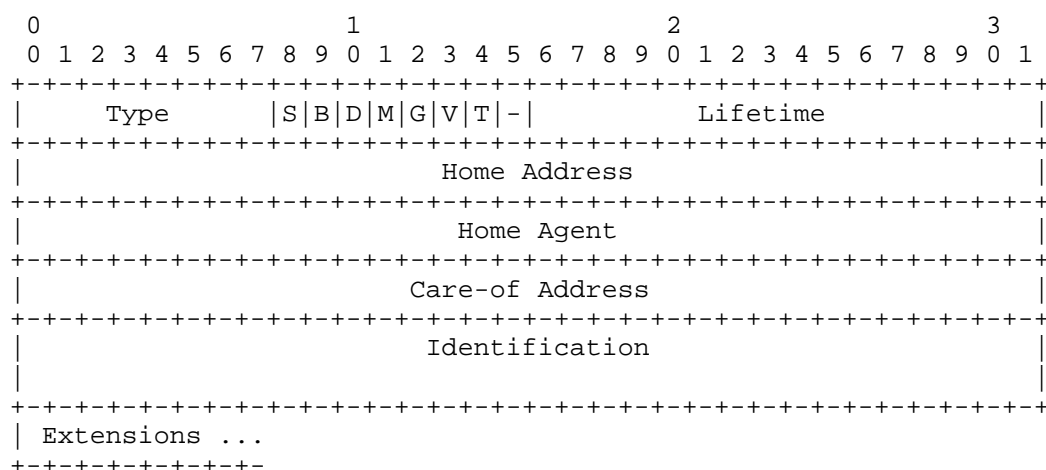 0                   1                   2                   3
 0 1 2 3 4 5 6 7 8 9 0 1 2 3 4 5 6 7 8 9 0 1 2 3 4 5 6 7 8 9 0 1
+-+-+-+-+-+-+-+-+-+-+-+-+-+-+-+-+-+-+-+-+-+-+-+-+-+-+-+-+-+-+-+-+
|     Type      |S|B|D|M|G|V|T|-|          Lifetime             |
+-+-+-+-+-+-+-+-+-+-+-+-+-+-+-+-+-+-+-+-+-+-+-+-+-+-+-+-+-+-+-+-+
|                          Home Address                         |
+-+-+-+-+-+-+-+-+-+-+-+-+-+-+-+-+-+-+-+-+-+-+-+-+-+-+-+-+-+-+-+-+
|                           Home Agent                          |
+-+-+-+-+-+-+-+-+-+-+-+-+-+-+-+-+-+-+-+-+-+-+-+-+-+-+-+-+-+-+-+-+
|                        Care-of Address                        |
+-+-+-+-+-+-+-+-+-+-+-+-+-+-+-+-+-+-+-+-+-+-+-+-+-+-+-+-+-+-+-+-+
|                         Identification                        |
|                                                               |
+-+-+-+-+-+-+-+-+-+-+-+-+-+-+-+-+-+-+-+-+-+-+-+-+-+-+-+-+-+-+-+-+
| Extensions ...
+-+-+-+-+-+-+-+-